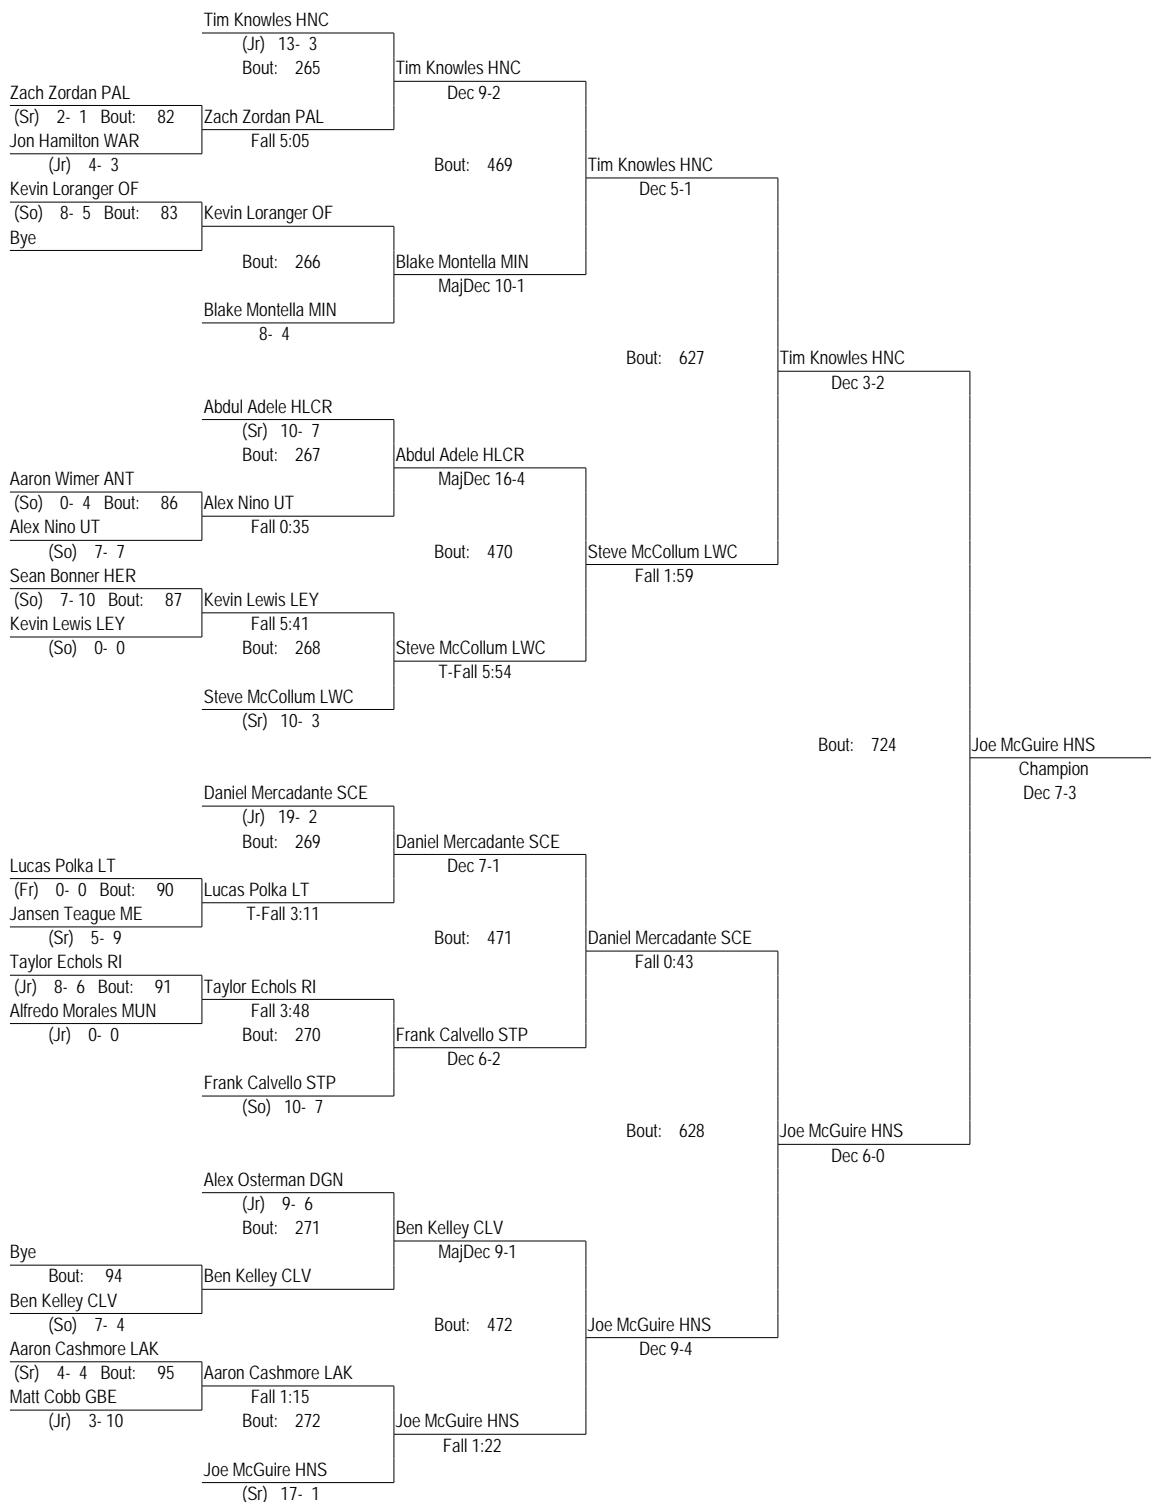 Tim Knowles HNC
(Jr) 13- 3
Bout: 265
Tim Knowles HNC
Dec 9-2
Zach Zordan PAL
(Sr) 2- 1 Bout: 82
Zach Zordan PAL
Jon Hamilton WAR
Fall 5:05
(Jr) 4- 3
Bout: 469
Tim Knowles HNC
Dec 5-1
Kevin Loranger OF
(So) 8- 5 Bout: 83
Kevin Loranger OF
Bye
Bout: 266
Blake Montella MIN
MajDec 10-1
Blake Montella MIN
8- 4
Bout: 627
Tim Knowles HNC
Dec 3-2
Abdul Adele HLCR
(Sr) 10- 7
Bout: 267
Abdul Adele HLCR
MajDec 16-4
Aaron Wimer ANT
(So) 0- 4 Bout: 86
Alex Nino UT
Alex Nino UT
Fall 0:35
(So) 7- 7
Bout: 470
Steve McCollum LWC
Fall 1:59
Sean Bonner HER
(So) 7- 10 Bout: 87
Kevin Lewis LEY
Kevin Lewis LEY
Fall 5:41
(So) 0- 0
Bout: 268
Steve McCollum LWC
T-Fall 5:54
Steve McCollum LWC
(Sr) 10- 3
Bout: 724
Joe McGuire HNS
Champion
Dec 7-3
Daniel Mercadante SCE
(Jr) 19- 2
Bout: 269
Daniel Mercadante SCE
Dec 7-1
Lucas Polka LT
(Fr) 0- 0 Bout: 90
Lucas Polka LT
Jansen Teague ME
T-Fall 3:11
(Sr) 5- 9
Bout: 471
Daniel Mercadante SCE
Fall 0:43
Taylor Echols RI
(Jr) 8- 6 Bout: 91
Taylor Echols RI
Alfredo Morales MUN
Fall 3:48
(Jr) 0- 0
Bout: 270
Frank Calvello STP
Dec 6-2
Frank Calvello STP
(So) 10- 7
Bout: 628
Joe McGuire HNS
Dec 6-0
Alex Osterman DGN
(Jr) 9- 6
Bout: 271
Ben Kelley CLV
MajDec 9-1
Bye
Bout: 94
Ben Kelley CLV
Ben Kelley CLV
(So) 7- 4
Bout: 472
Joe McGuire HNS
Dec 9-4
Aaron Cashmore LAK
(Sr) 4- 4 Bout: 95
Aaron Cashmore LAK
Matt Cobb GBE
Fall 1:15
(Jr) 3- 10
Bout: 272
Joe McGuire HNS
Fall 1:22
Joe McGuire HNS
(Sr) 17- 1